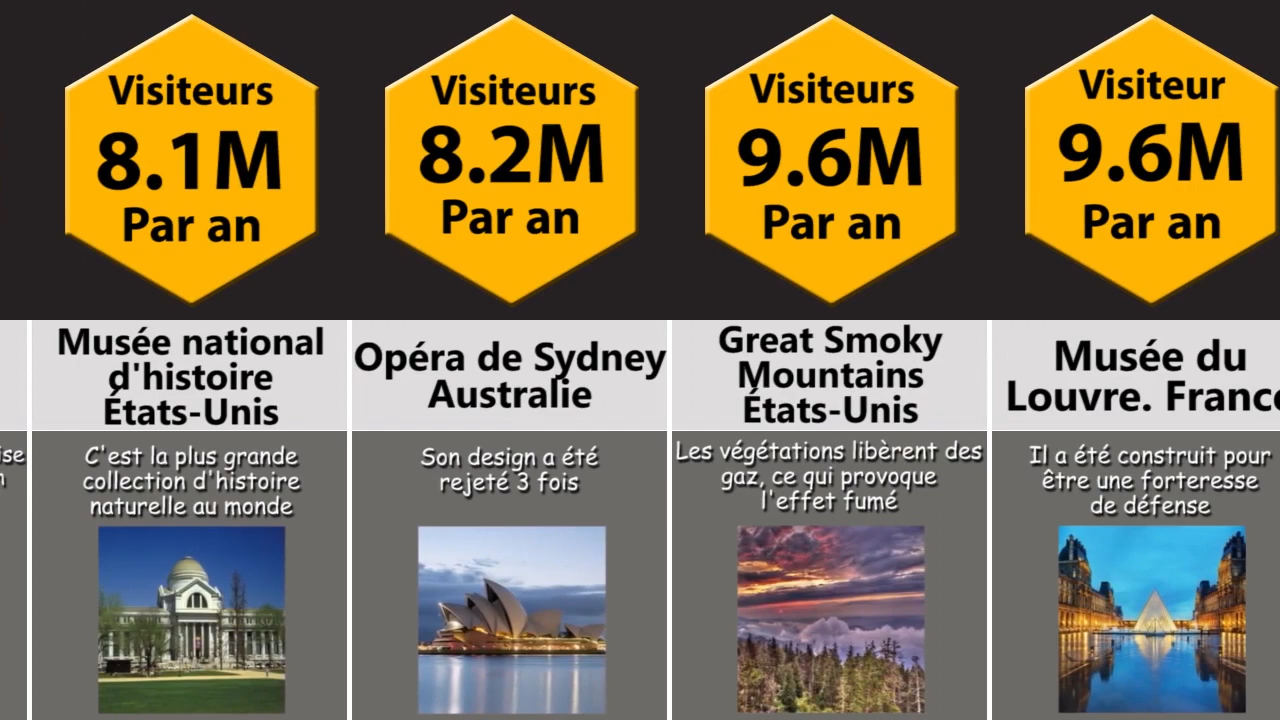 Visiteurs
8.1M
Par an
Musée national
d'histoire
États-Unis
C'est la plus grande
collection d'histoire
naturelle au monde
Visiteurs
8.2M
Par an
Opéra de Sydney
Australie
Son design a été
rejeté 3 fois
Visiteurs
9.6M
Par an
Great Smoky
Mountains
États-Unis
Les végétations libèrent des
gaz, ce qui provoque
l'effet fumé
Visiteur
9.6M
Par an
Musée du
Louvre. France
Il a été construit pour
être une forteresse
de défense